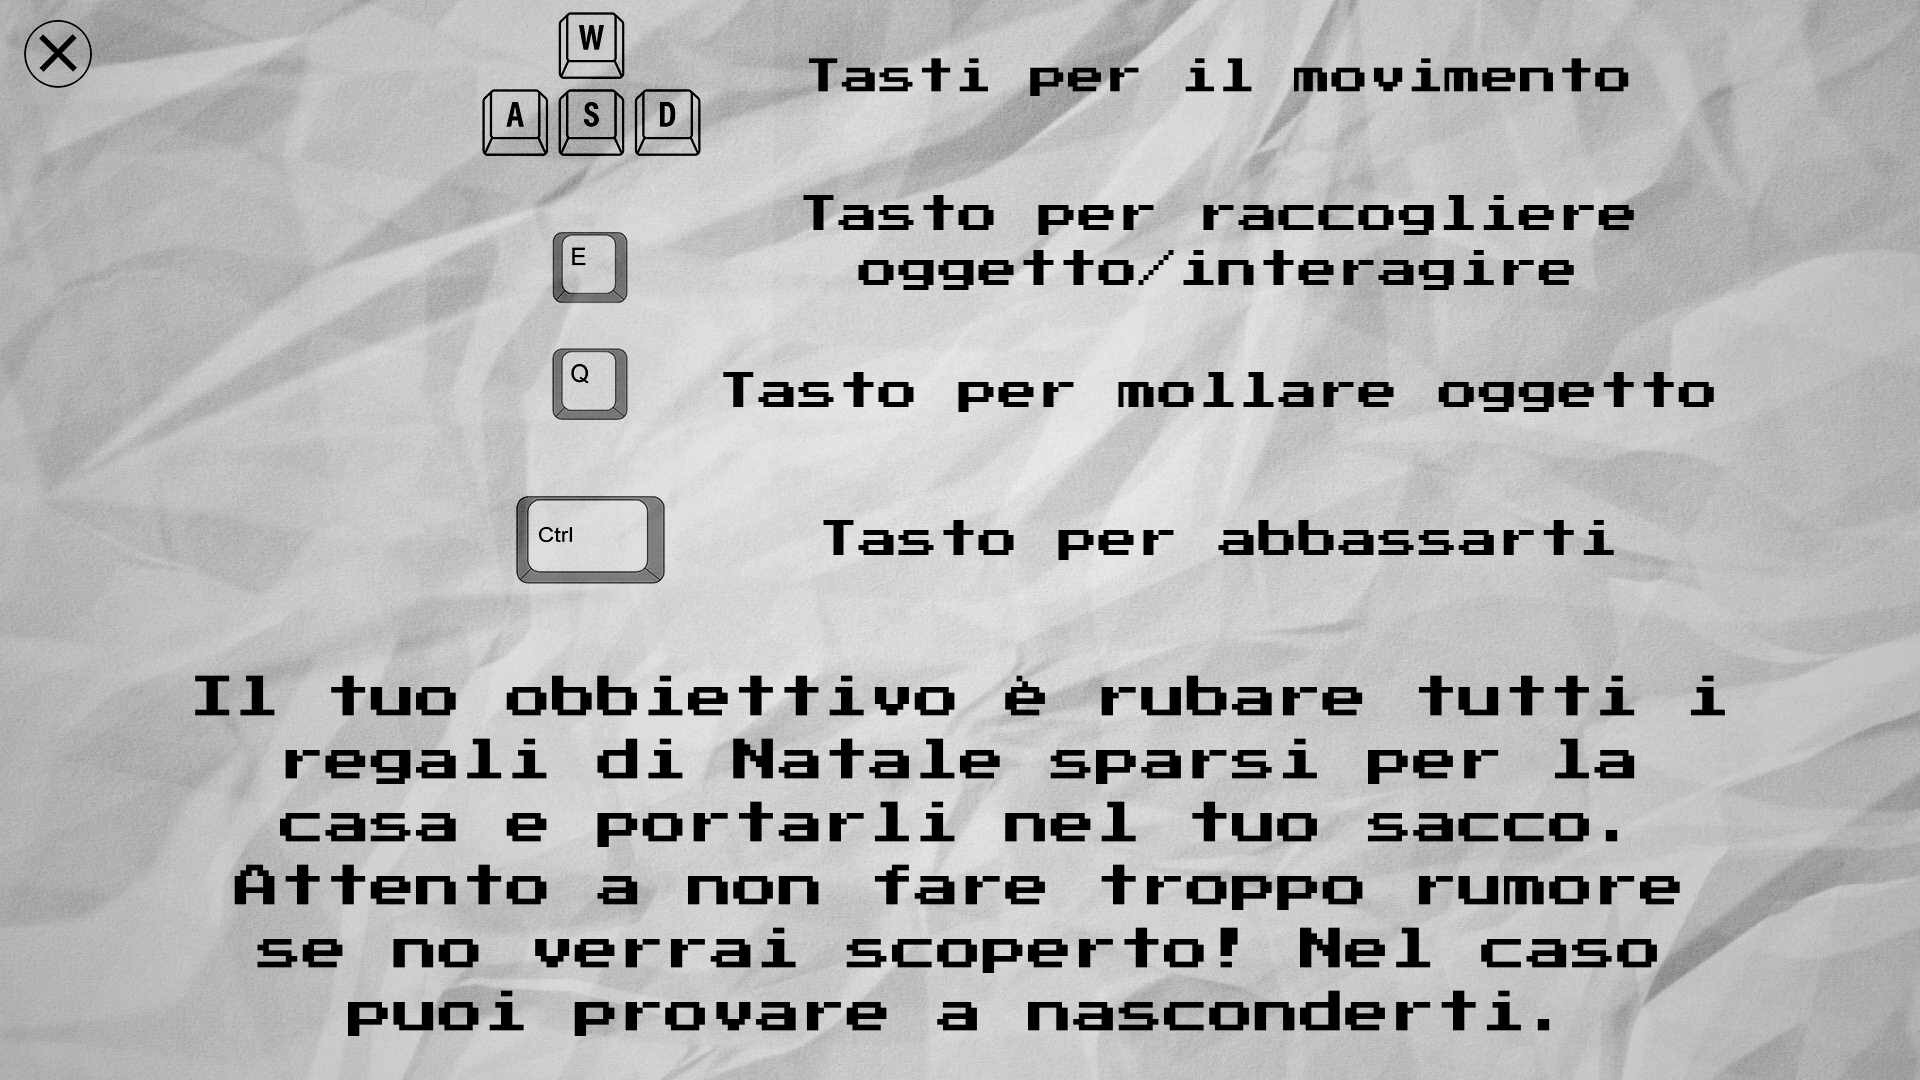 W
A S D
Tasti per il movimento
E
Tasto per raccogliere
oggetto/interagire
Q
Tasto per mollare oggetto
Ctrl
Tasto per abbassarti
Il tuo obbiettivo è rubare tutti i
regali di Natale sparsi per la
casa e portarli nel tuo sacco.
Attento a non fare troppo rumore
se no verrai scoperto! Nel caso
puoi provare a nasconderti.